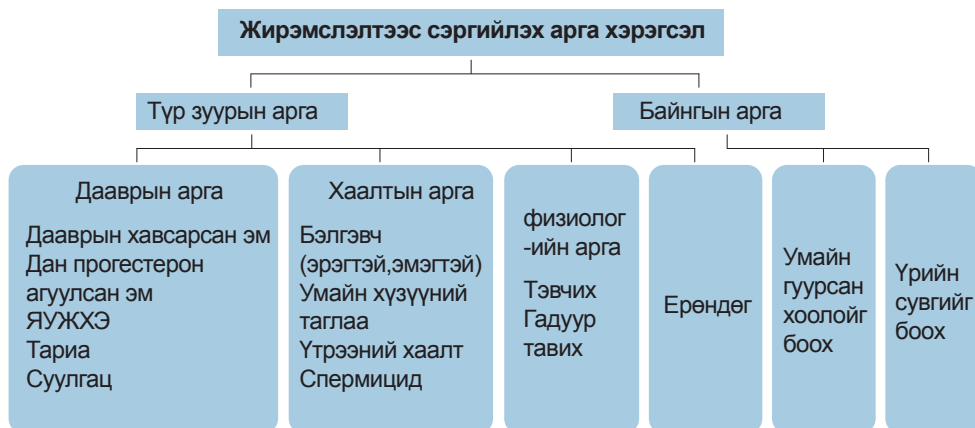 Жирэмслэлтээс сэргийлэх арга хэрэгсэл
Түр зуурын арга
Байнгын арга
Дааврын арга
Дааврын хавсарсан эм
Дан прогестерон
агуулсан эм
ЯУЖХЭ
Тариа
Суулгац
Хаалтын арга
Бэлгэвч
(эрэгтэй,эмэгтэй)
Умайн хүзүүний
таглаа
Үтрээний хаалт
Спермицид
физиолог
-ийн арга
Тэвчих
Гадуур
тавих
Ерөндөг
Умайн
гуурсан
хоолойг
боох
Үрийн
сувгийг
боох